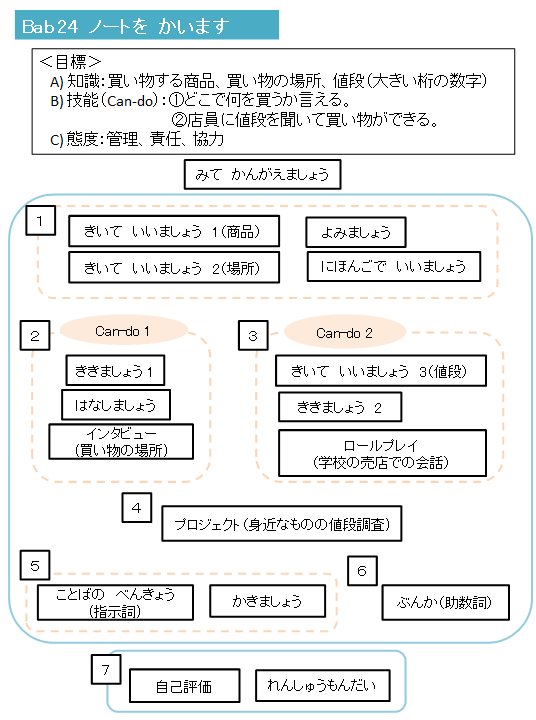 Bab24 ノートを かいます
＜目標＞
A) 知識：買い物する商品、買い物の場所、値段（大きい桁の数字）
B) 技能（Can-do）：①どこで何を買うか言える。
②店員に値段を聞いて買い物ができる。
C) 態度：管理、責任、協力
みて かんがえましょう
1
きいて いいましょう 1（商品）
よみましょう
きいて いいましょう 2（場所）
にほんごで いいましょう
2
Can-do 1
ききましょう1
はなしましょう
インタビュー
（買い物の場所）
3
Can-do 2
きいて いいましょう 3（値段）
ききましょう 2
ロールプレイ
（学校の売店での会話）
4
プロジェクト（身近なものの値段調査）
5
ことばの べんきょう
（指示詞）
かきましょう
6
ぶんか（助数詞）
7
自己評価
れんしゅうもんだい